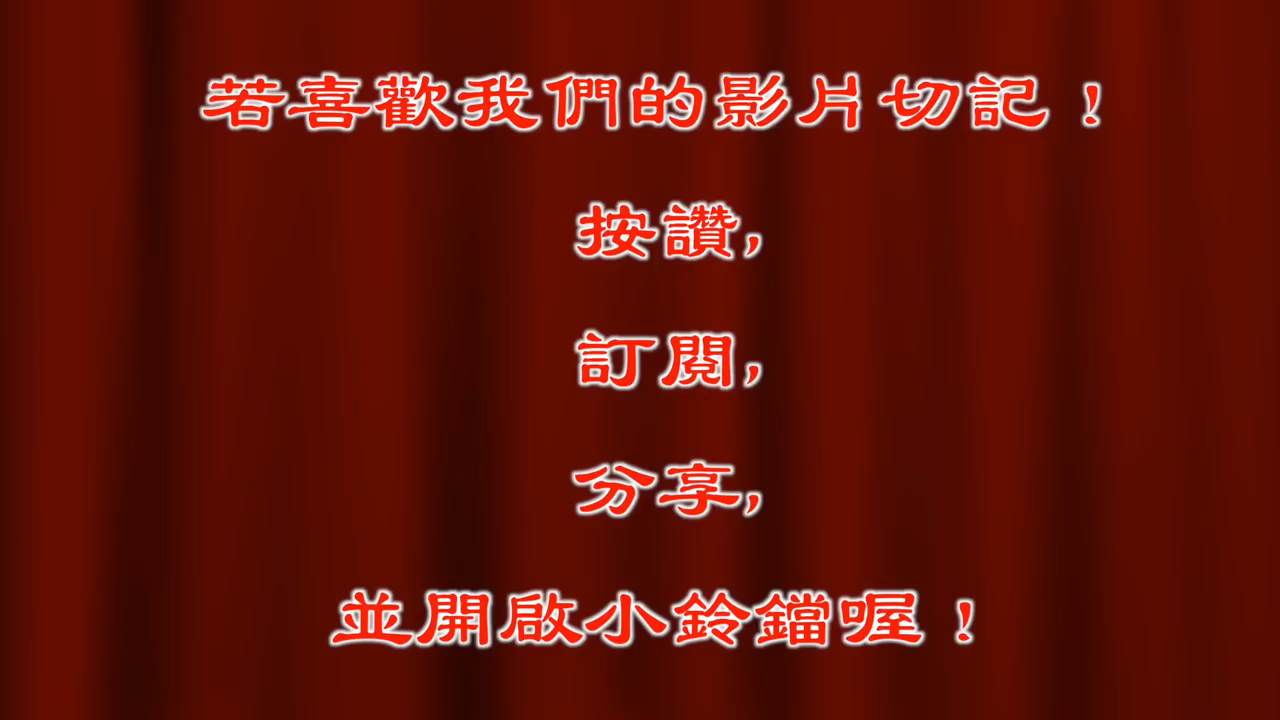 若喜歡我們的影片切記！
按讚,
訂閱,
分享,
並開啟小鈴鐺喔！